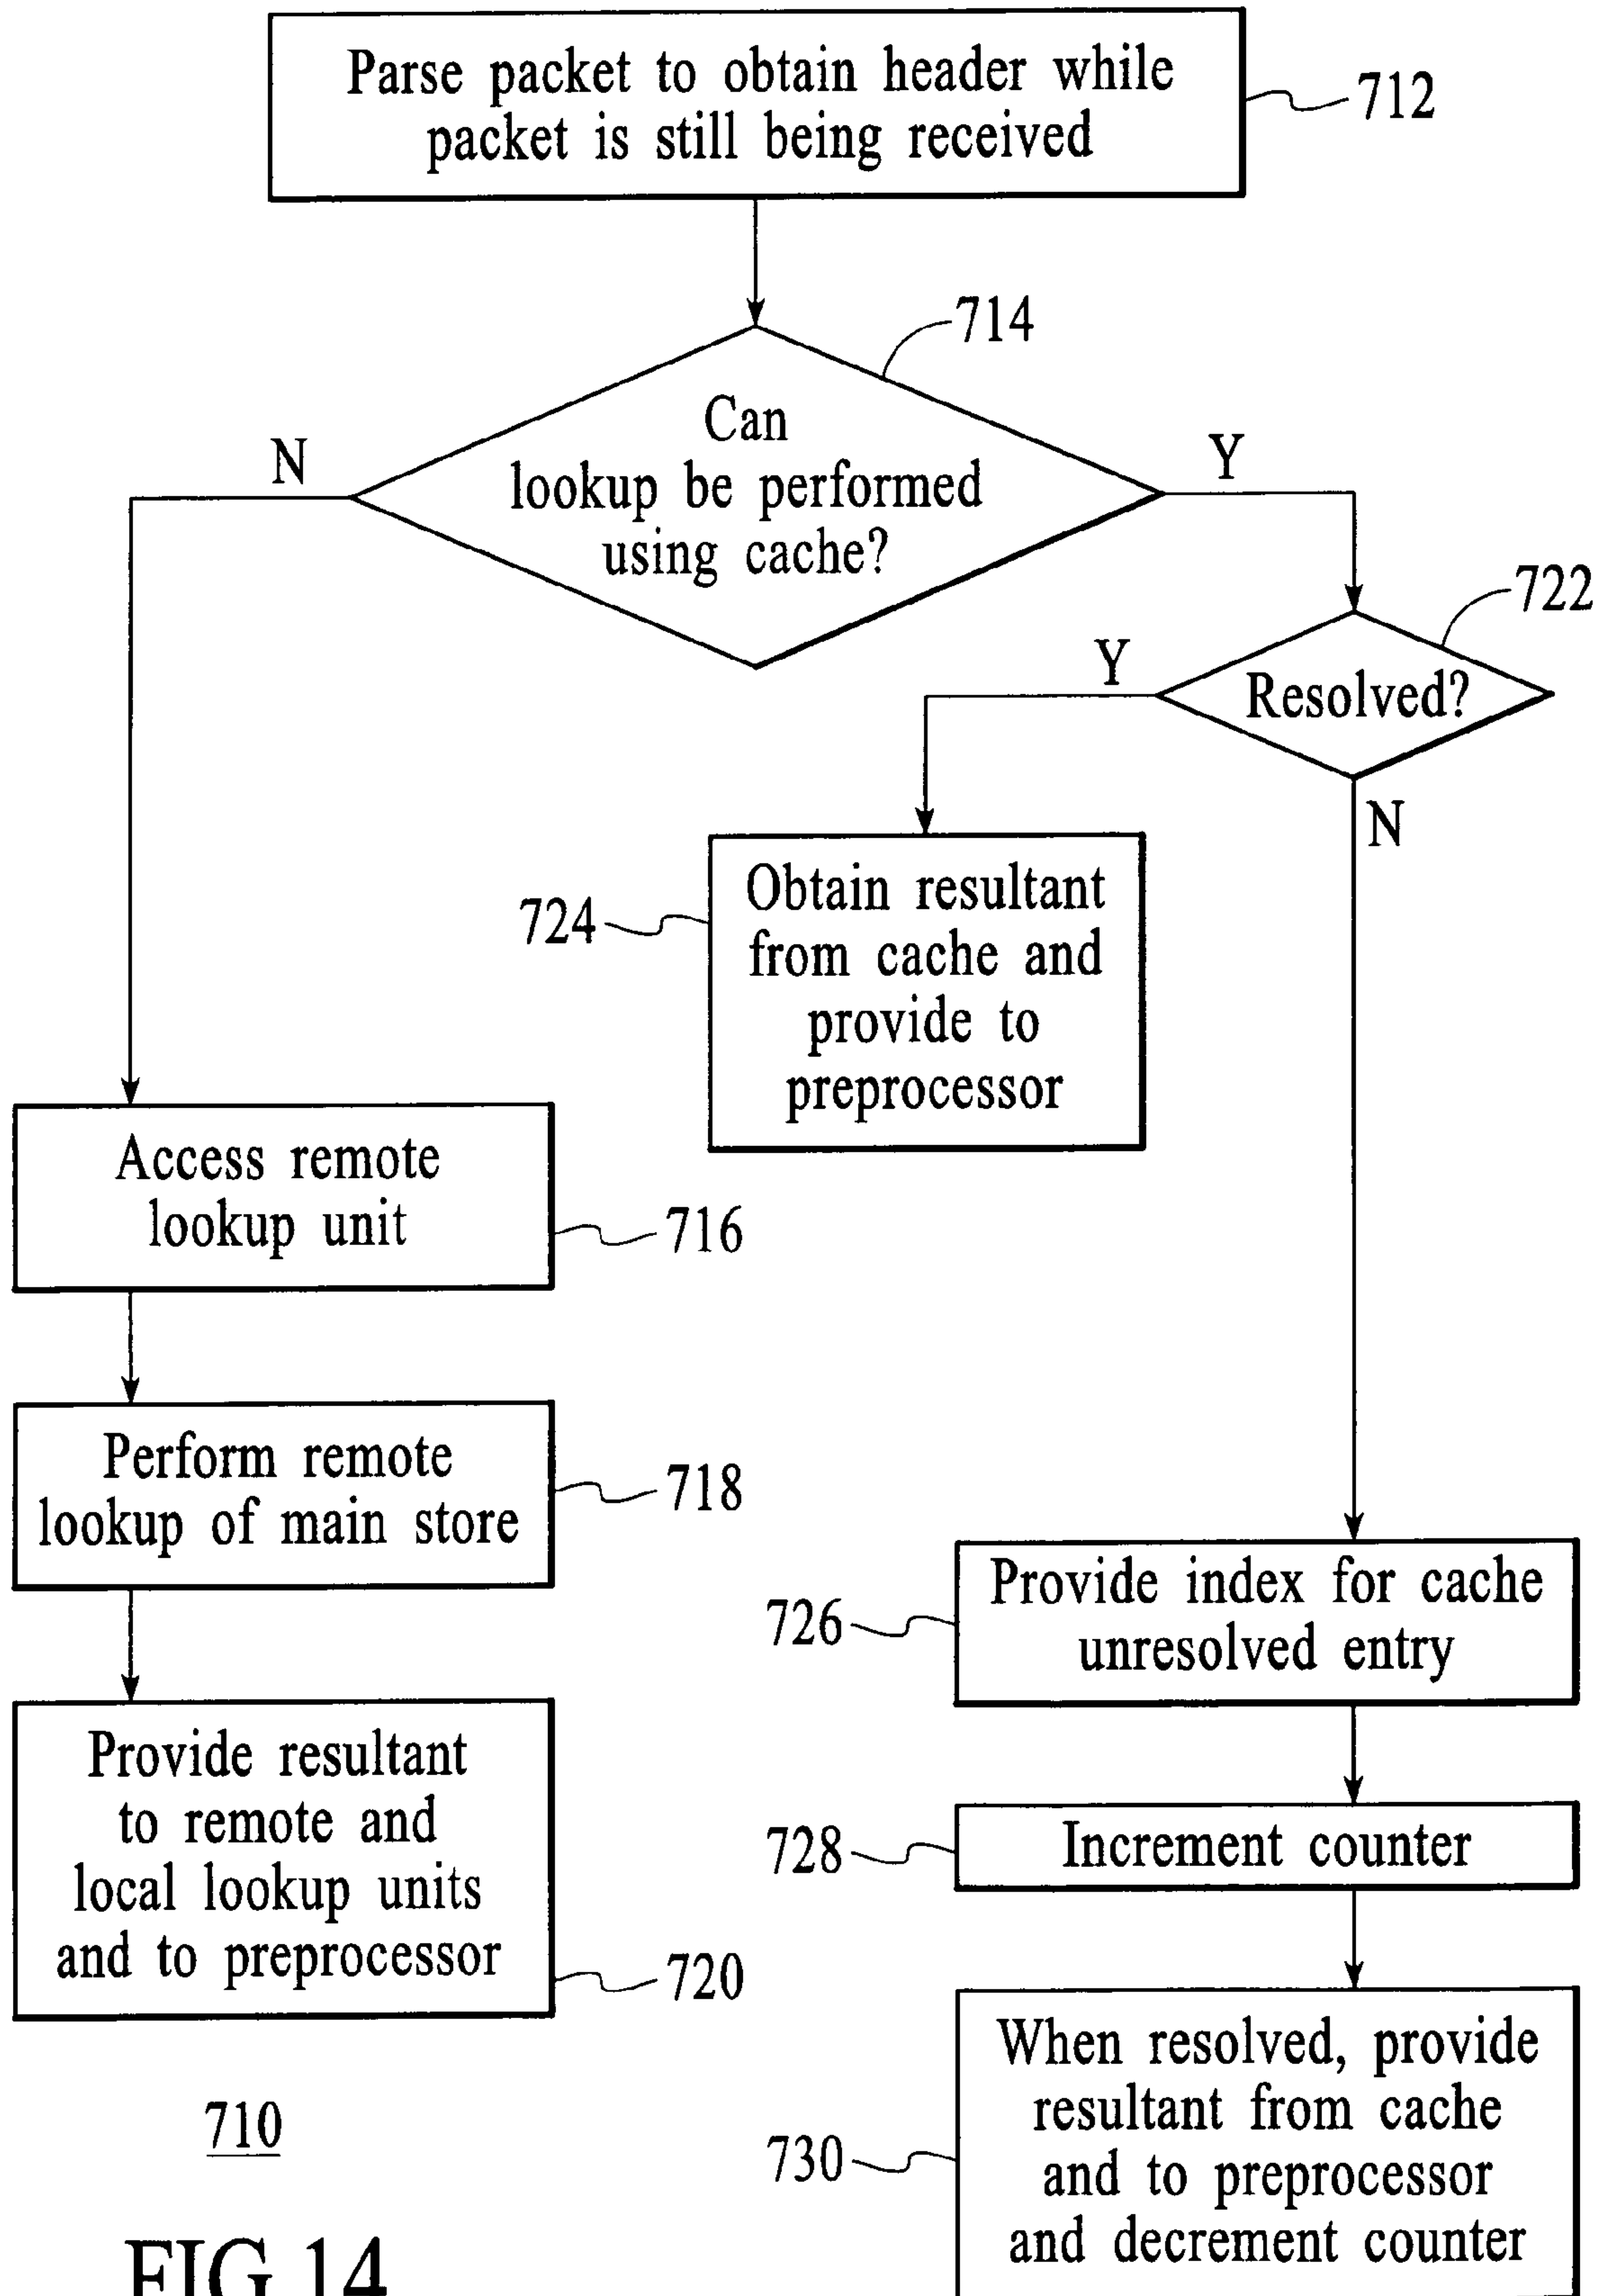 Parse packet to obtain header while
packet is still being received
712
714
Can
lookup be performed
using cache?
N
Y
722
Resolved?
Y
N
Obtain resultant
from cache and
provide to
preprocessor
724
Access remote
lookup unit
716
Perform remote
lookup of main store
718
Provide index for cache
unresolved entry
726
Provide resultant
to remote and
local lookup units
and to preprocessor
720
Increment counter
728
When resolved, provide
resultant from cache
and to preprocessor
and decrement counter
730
710
FIG 14